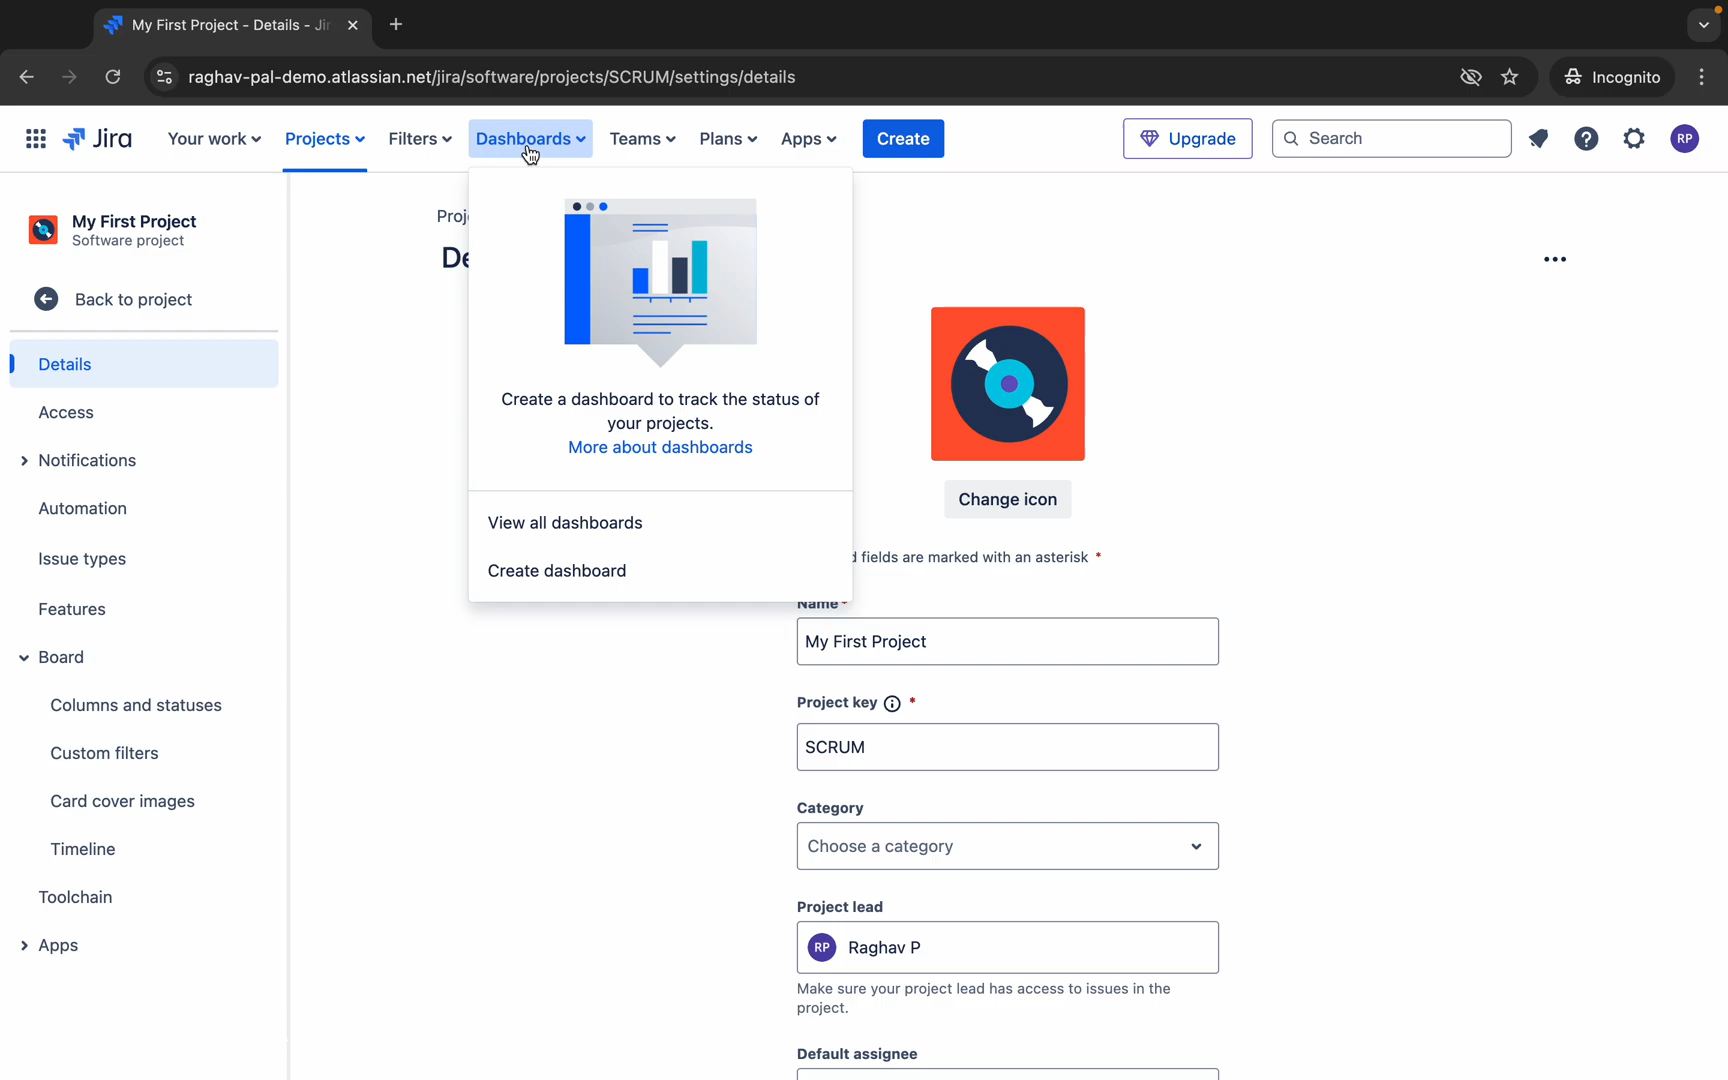 My First Project - Details - Jir
raghav-pal-demo.atlassian.net/jira/software/projects/SCRUM/settings/details
Incognito
Jira
Your work
Projects
Filters
Dashboards
Teams
Plans
Apps
Create
Upgrade
Search
RP
My First Project
Software project
Back to project
Details
Access
Notifications
Automation
Issue types
Features
Board
Columns and statuses
Custom filters
Card cover images
Timeline
Toolchain
Apps
Proj
De
Create a dashboard to track the status of
your projects.
More about dashboards
View all dashboards
Create dashboard
Change icon
d fields are marked with an asterisk *
Name *
My First Project
Project key *
SCRUM
Category
Choose a category
Project lead
RP Raghav P
Make sure your project lead has access to issues in the
project.
Default assignee